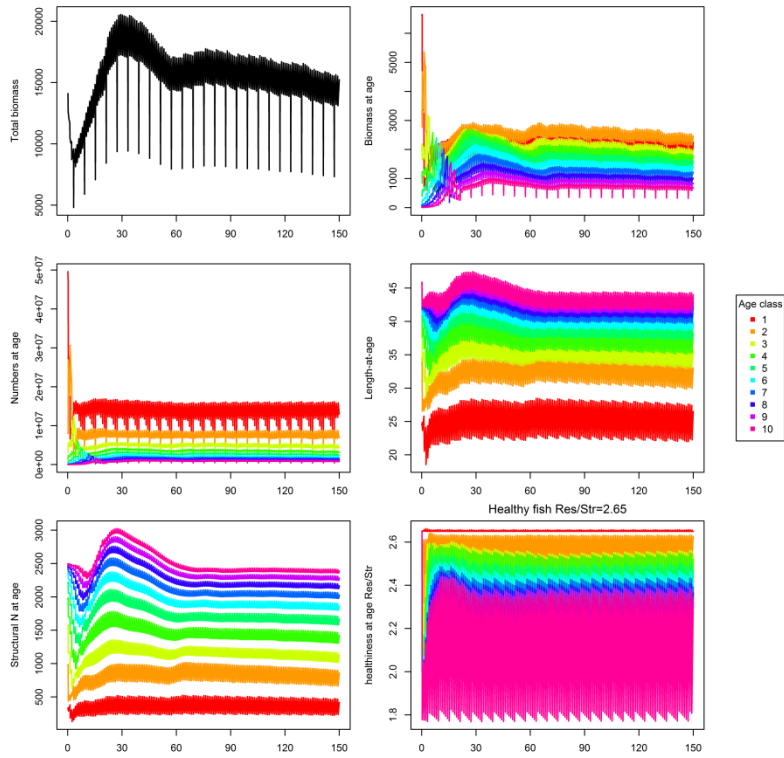 Total biomass
20000
15000
10000
5000
0 30 60 90 120 150
Biomass at age
5000
3000
1000
0
0 30 60 90 120 150
Numbers at age
5e+07
4e+07
3e+07
2e+07
1e+07
0e+00
0 30 60 90 120 150
Length-at-age
45
40
35
30
25
20
0 30 60 90 120 150
Age class
1
2
3
4
5
6
7
8
9
10
Structural N at age
3000
2500
2000
1500
1000
500
0 30 60 90 120 150
Healthy fish Res/Str=2.65
healthiness at age Res/Str
2.6
2.4
2.2
2.0
1.8
0 30 60 90 120 150